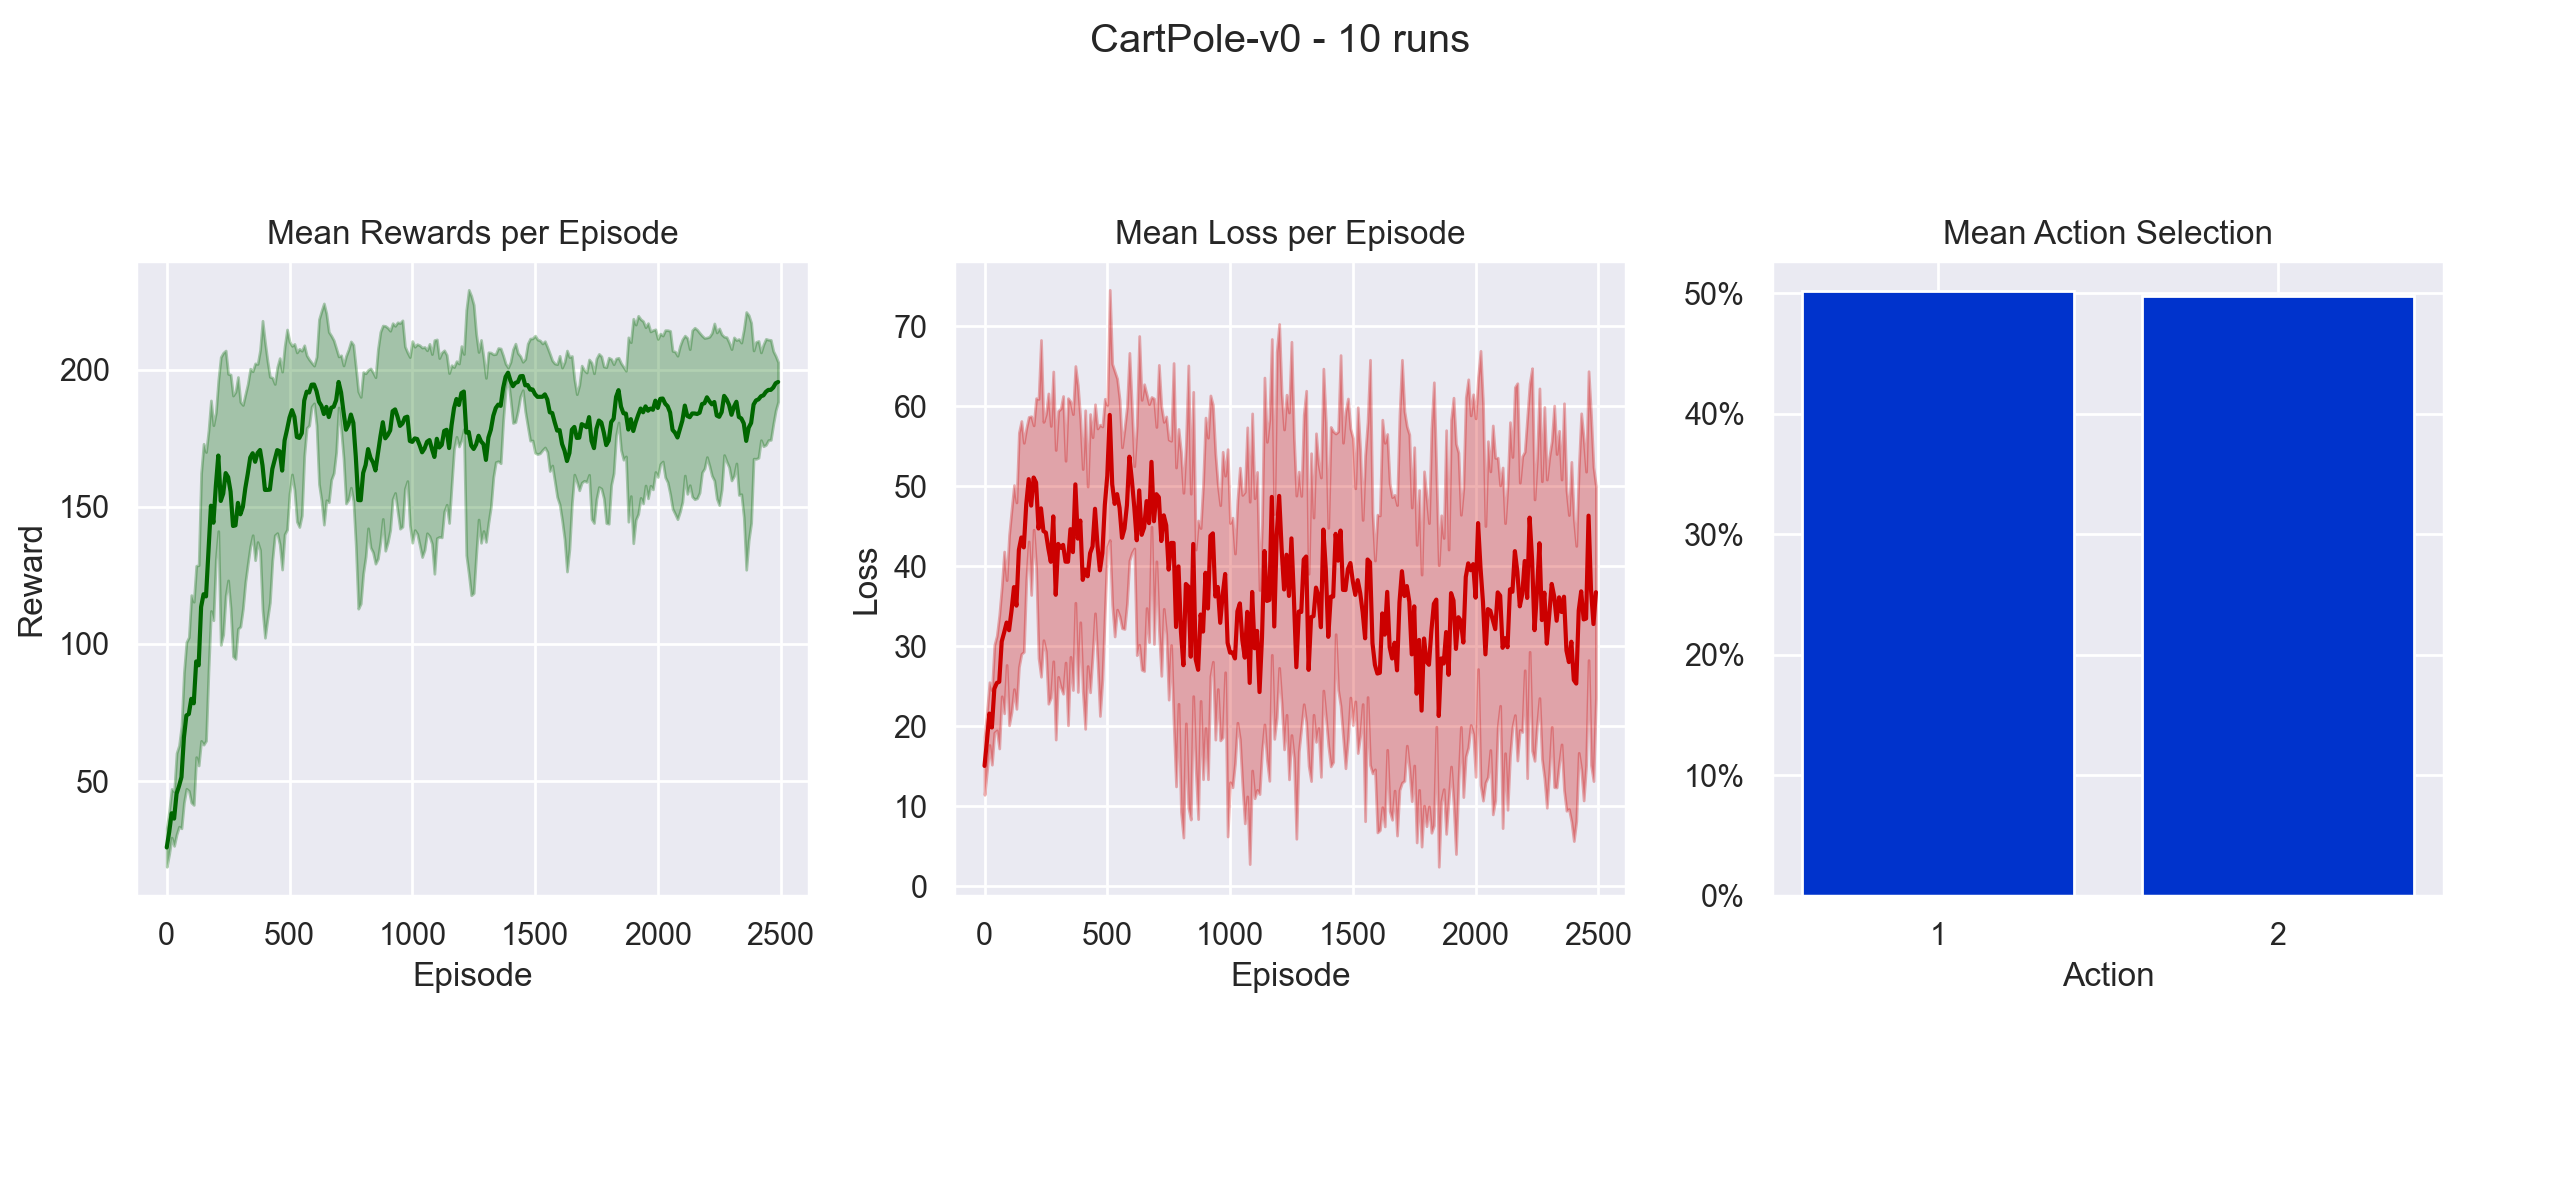 CartPole-v0 - 10 runs
Mean Rewards per Episode
Reward
200
150
100
50
0 500 1000 1500 2000 2500
Episode
Mean Loss per Episode
Loss
70
60
50
40
30
20
10
0
0 500 1000 1500 2000 2500
Episode
Mean Action Selection
50%
40%
30%
20%
10%
0%
1 2
Action